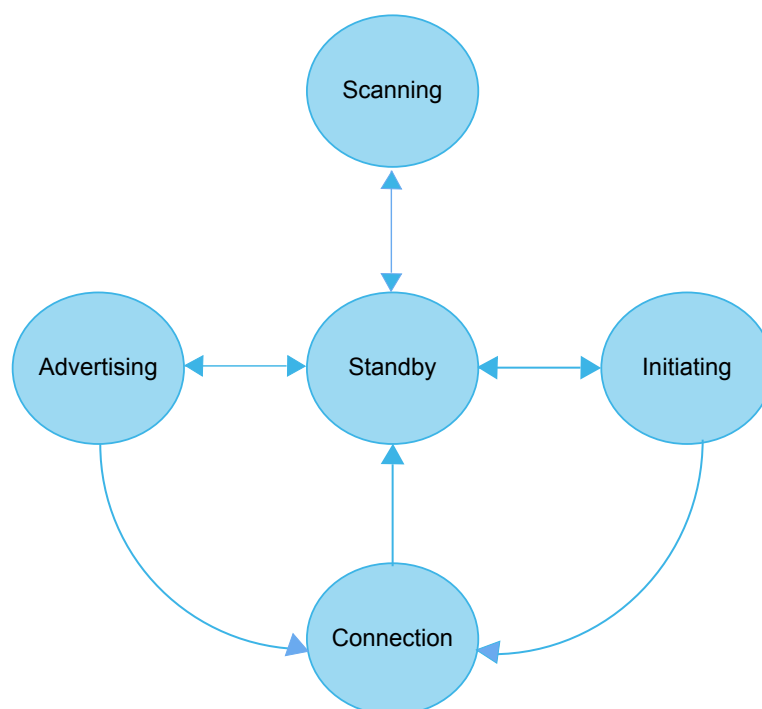 Scanning
Advertising
Standby
Initiating
Connection